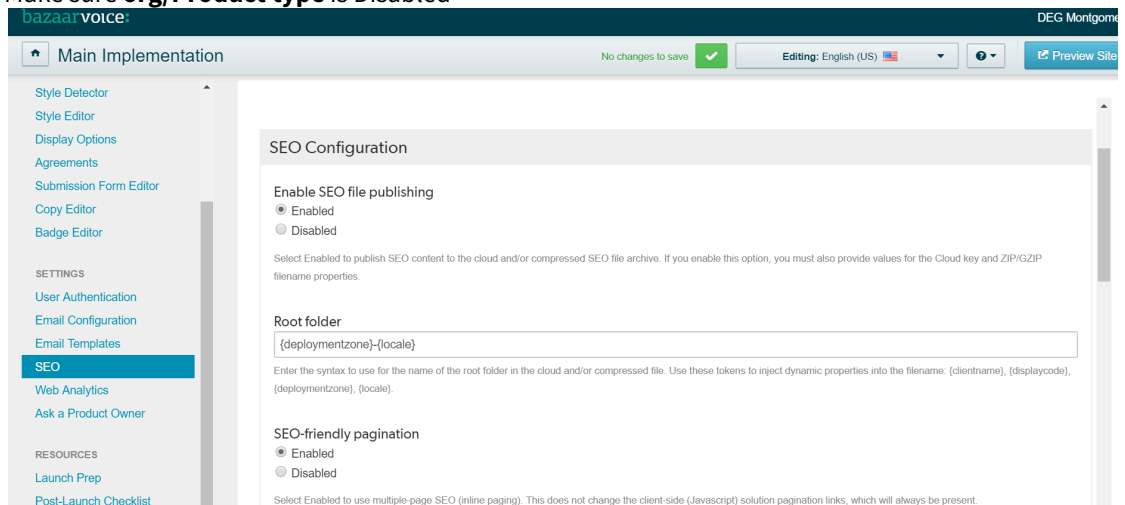 Make sure org/Product type is Disabled
bazaarvoice:
DEG Montgome
Main Implementation
No changes to save
Editing: English (US)
Preview Site
Style Detector
Style Editor
Display Options
Agreements
Submission Form Editor
Copy Editor
Badge Editor
SETTINGS
User Authentication
Email Configuration
Email Templates
SEO
Web Analytics
Ask a Product Owner
RESOURCES
Launch Prep
Post-Launch Checklist
SEO Configuration
Enable SEO file publishing
Enabled
Disabled
Select Enabled to publish SEO content to the cloud and/or compressed SEO file archive. If you enable this option, you must also provide values for the Cloud key and ZIP/GZIP
filename properties.
Root folder
{deploymentzone}-{locale}
Enter the syntax to use for the name of the root folder in the cloud and/or compressed file. Use these tokens to inject dynamic properties into the filename: {clientname}, {displaycode},
{deploymentzone}, {locale}.
SEO-friendly pagination
Enabled
Disabled
Select Enabled to use multiple-page SEO (inline paging). This does not change the client-side (Javascript) solution pagination links, which will always be present.